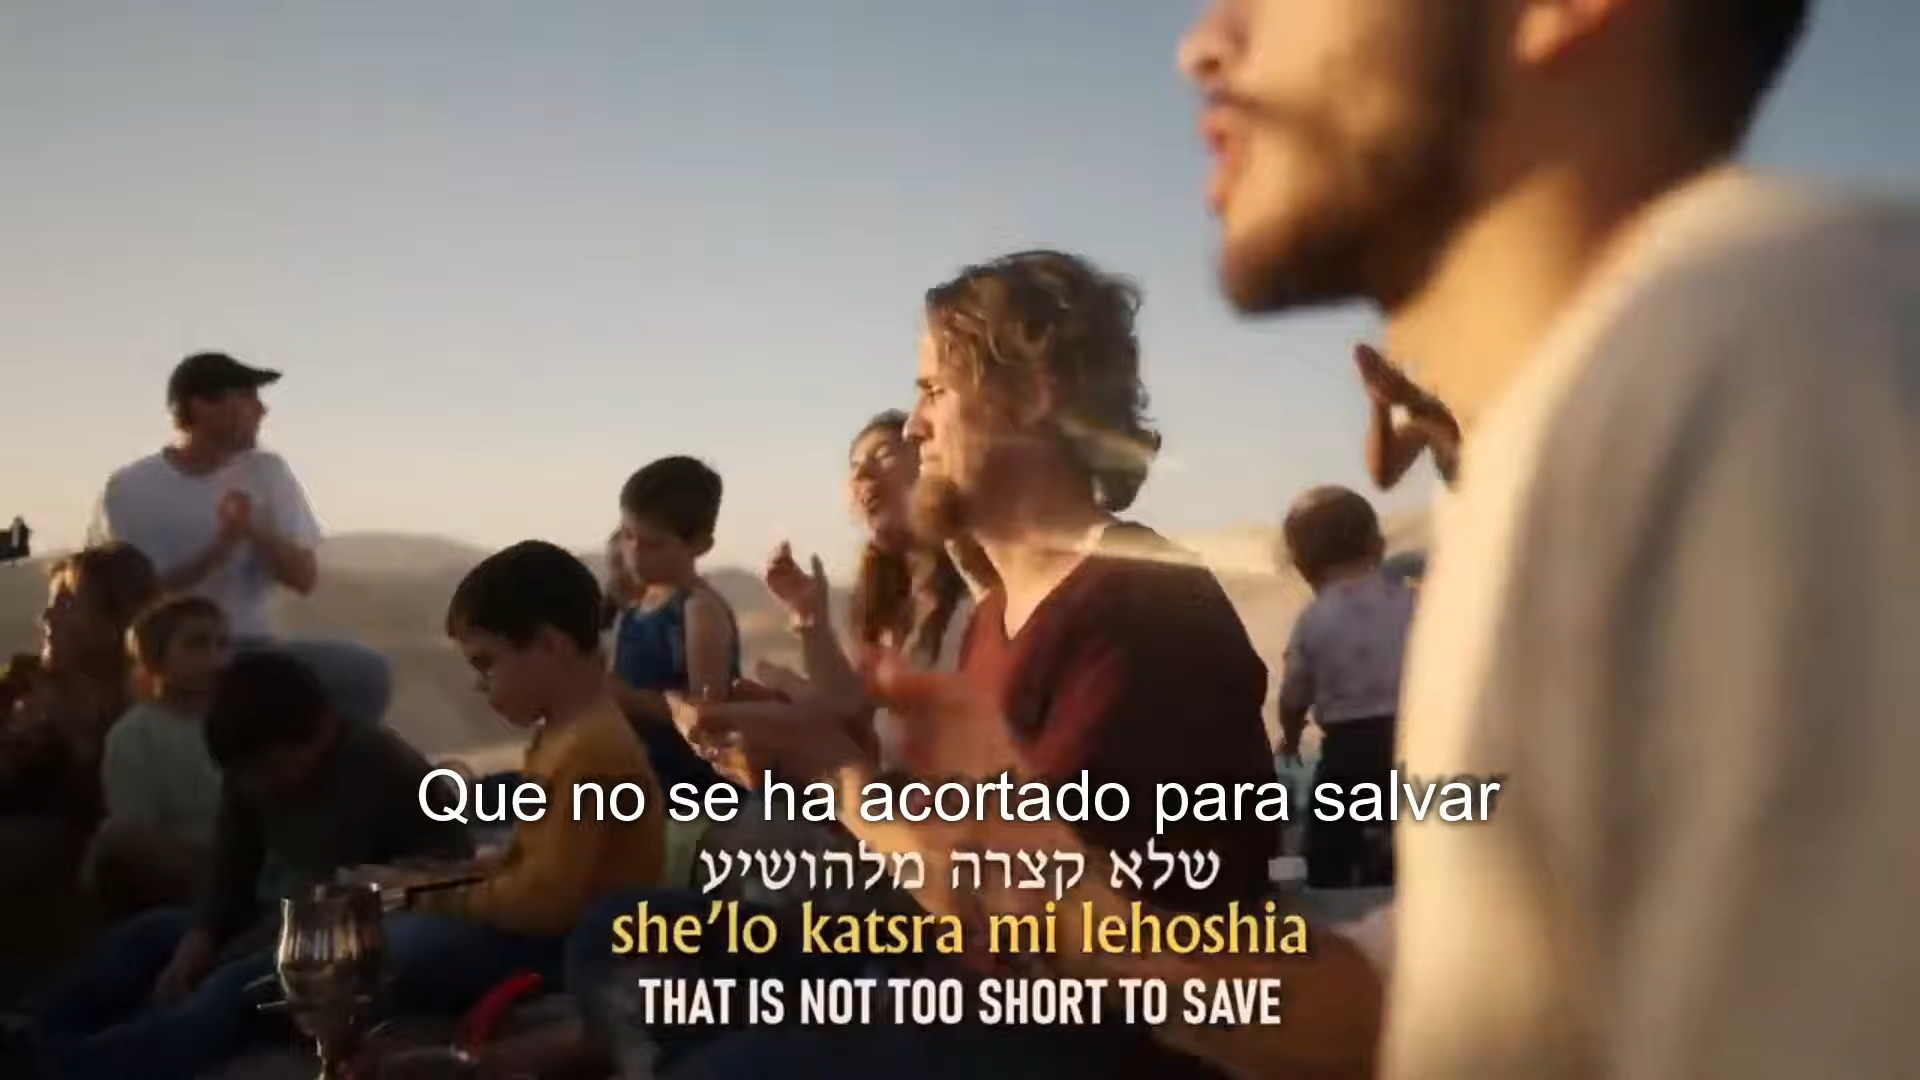 Que no se ha acortado para salvar
שלא קצרה מלהושיע
she’lo katsra mi lehoshia
THAT IS NOT TOO SHORT TO SAVE